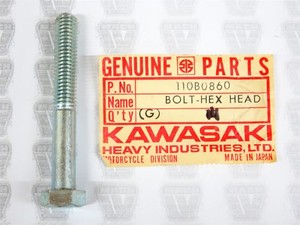 GENUINE PARTS
P.No. 110B0860
Name BOLT-HEX HEAD
Q'ty (G)
KAWASAKI
HEAVY INDUSTRIES, LTD.
MOTORCYCLE DIVISION MADE IN JAPAN